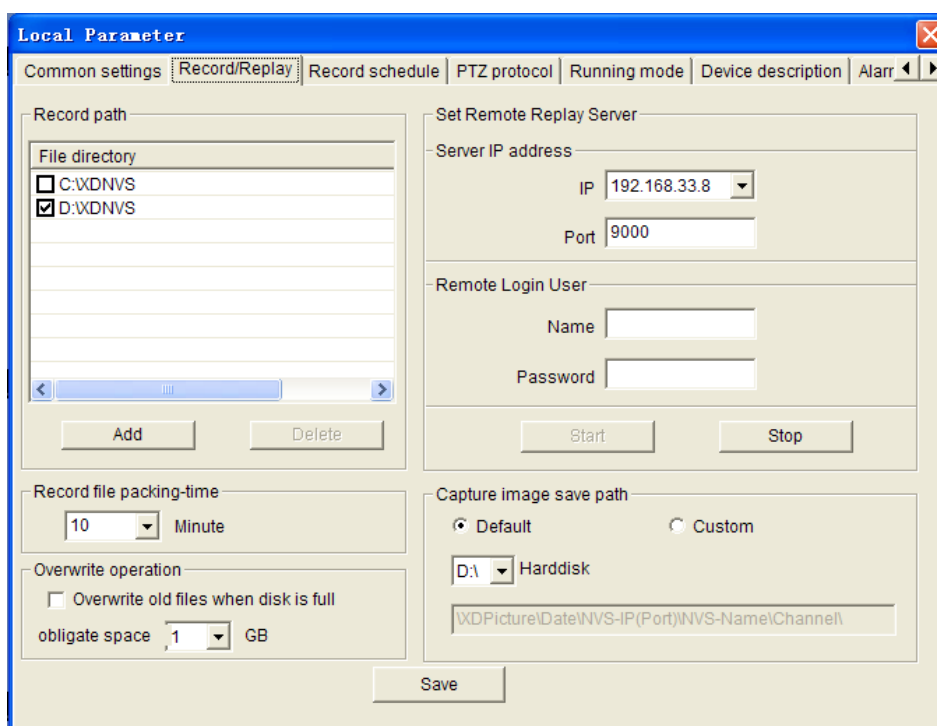 Local Parameter
Common settings Record/Replay Record schedule PTZ protocol Running mode Device description Alarr
Record path
File directory
C:\XDNVS
D:\XDNVS
Add Delete
Record file packing-time
10 Minute
Overwrite operation
Overwrite old files when disk is full
obligate space 1 GB
Set Remote Replay Server
Server IP address
IP 192.168.33.8
Port 9000
Remote Login User
Name
Password
Start Stop
Capture image save path
Default Custom
D:\ Harddisk
\XDPicture\Date\NVS-IP(Port)\NVS-Name\Channel\
Save